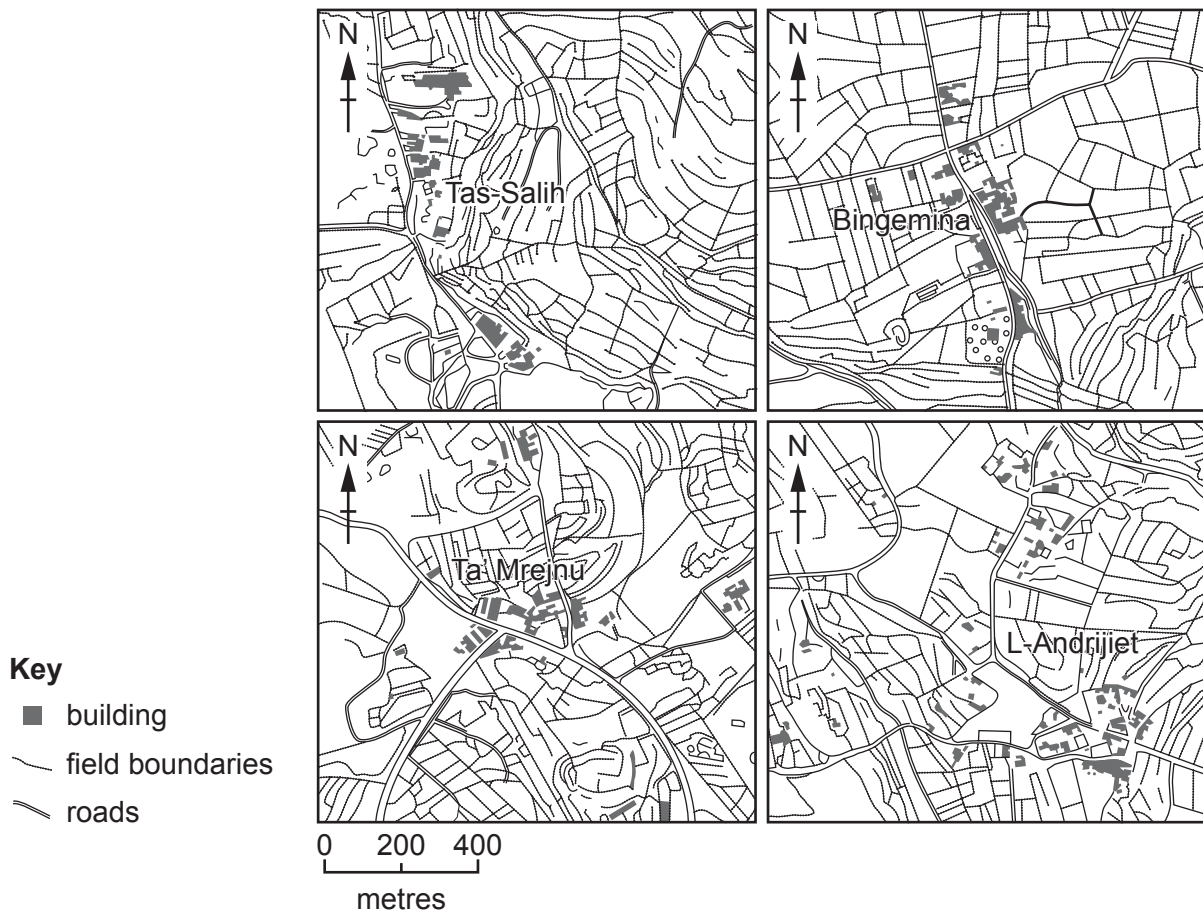 N
Tas-Salih
N
Bingemina
N
Ta' Mrejnu
N
L-Andrijiet
Key
building
field boundaries
roads
0 200 400
metres